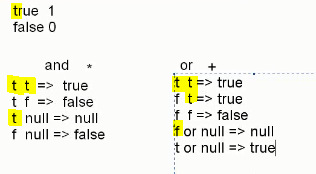 true 1
false 0
and *
t t => true
t f => false
t null => null
f null => false
or +
t t => true
f t => true
f f => false
f or null => null
t or null => true